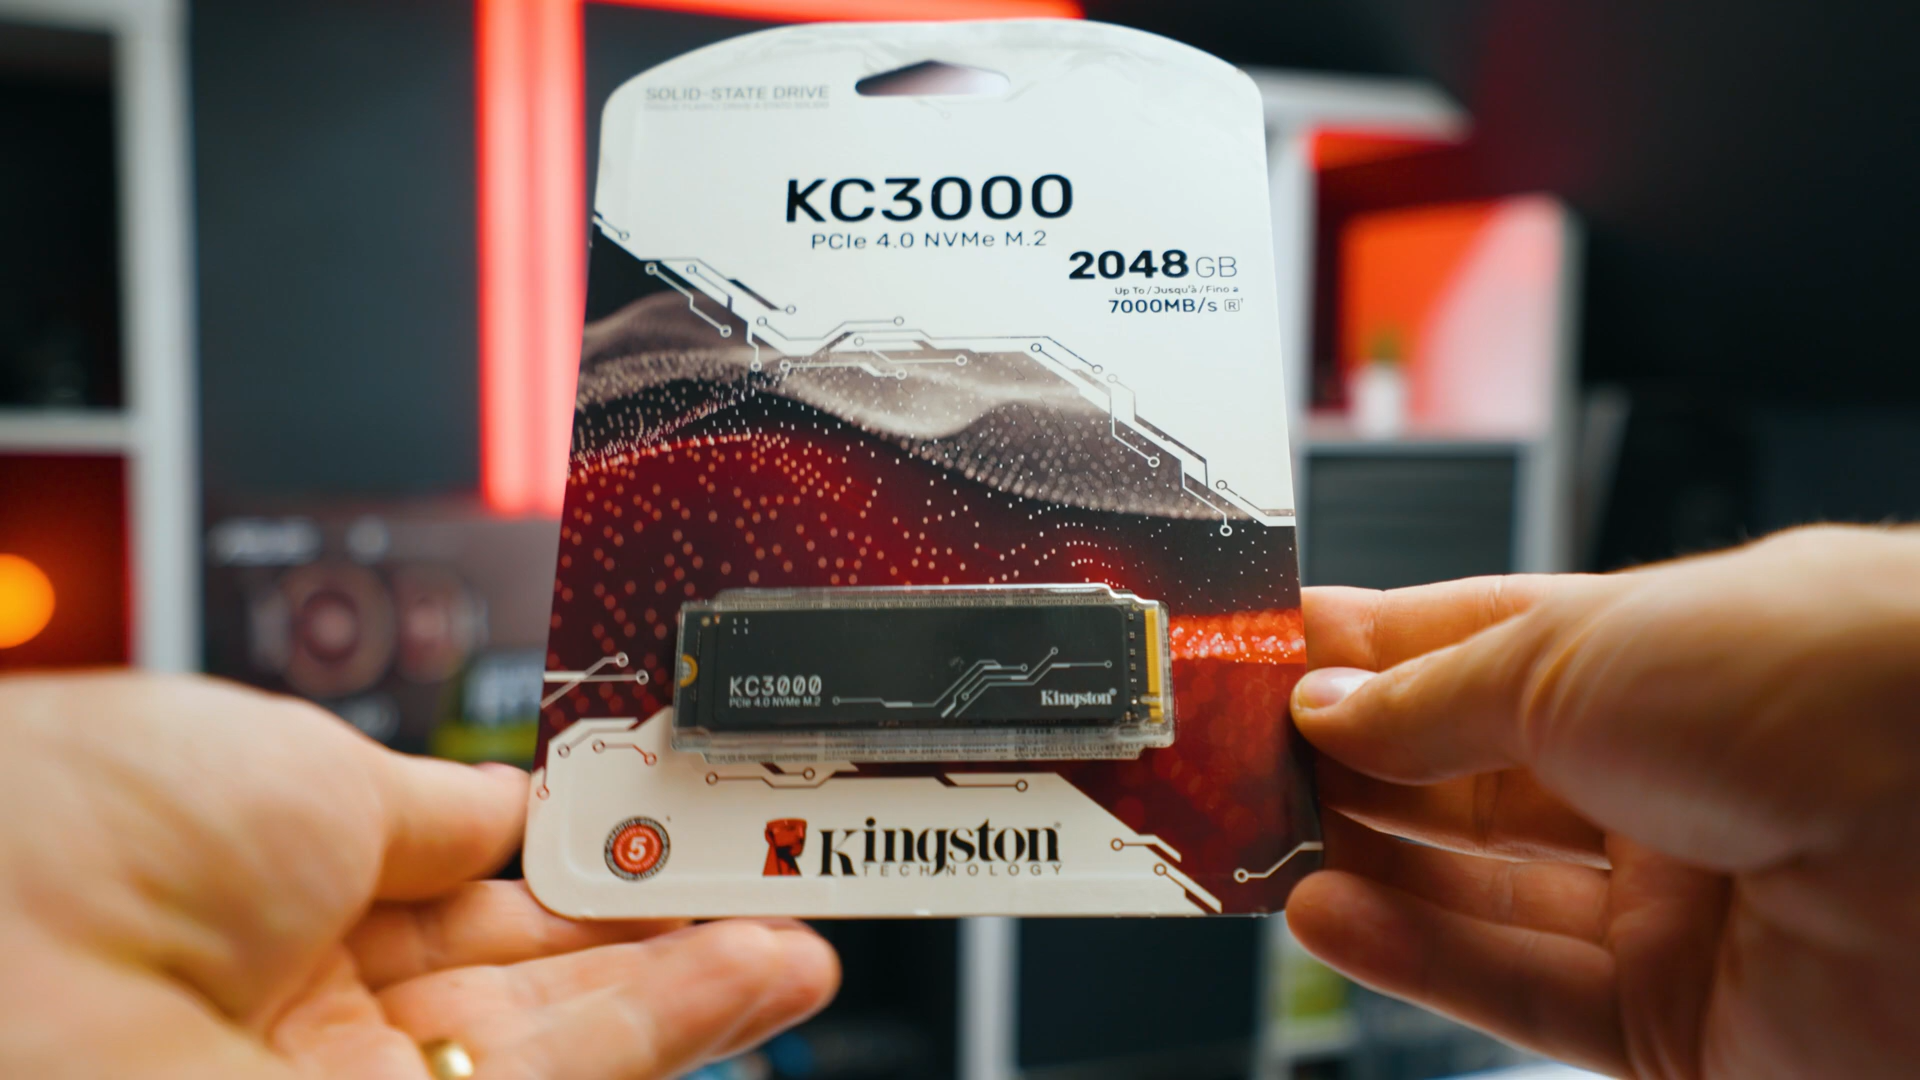 SOLID-STATE DRIVE
KC3000
PCIe 4.0 NVMe M.2
2048GB
Up To / Jusqu'à / Fino a
7000MB/s R¹
KC3000
PCIe 4.0 NVMe M.2
Kingston®
5
Kingston®
TECHNOLOGY